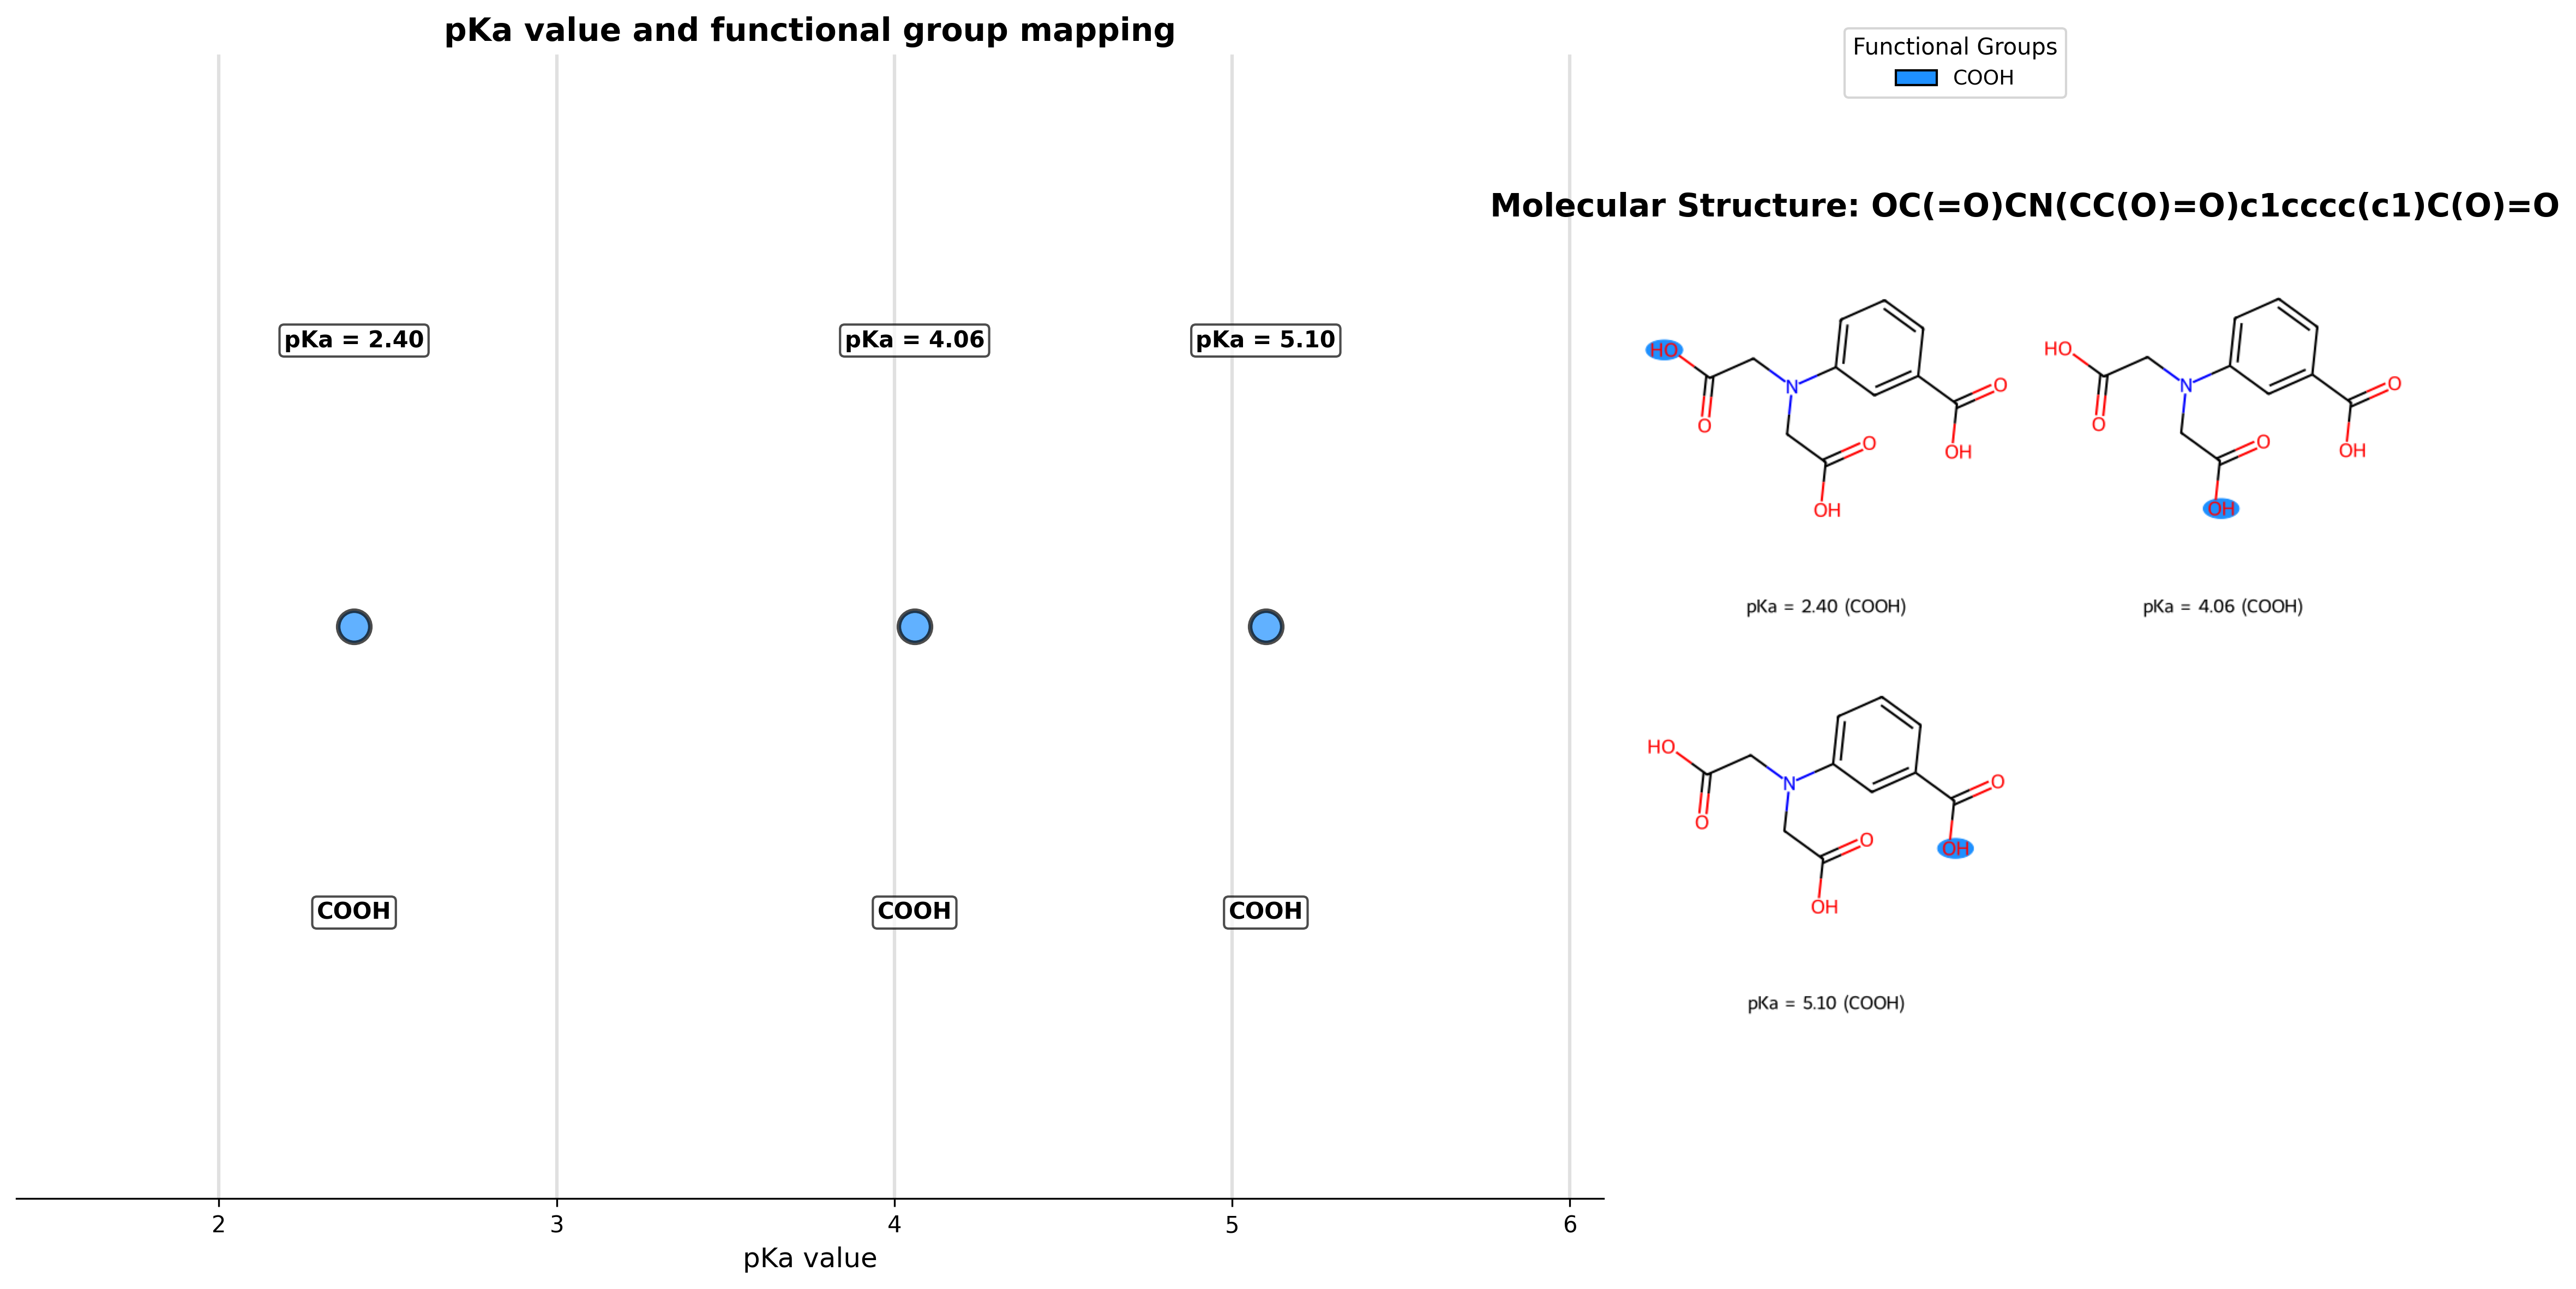 pKa value and functional group mapping
Functional Groups
COOH
Molecular Structure: OC(=O)CN(CC(O)=O)c1cccc(c1)C(O)=O
pKa = 2.40
pKa = 4.06
pKa = 5.10
COOH
COOH
COOH
2
3
4
5
6
pKa value
HO
O
N
O
OH
O
OH
pKa = 2.40 (COOH)
HO
O
N
O
OH
O
OH
pKa = 4.06 (COOH)
HO
O
N
O
OH
O
OH
pKa = 5.10 (COOH)